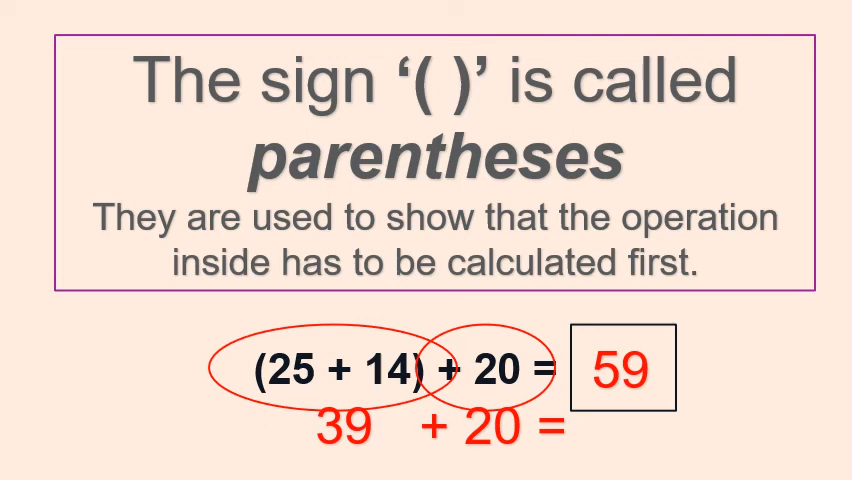 The sign ‘( )’ is called
parentheses
They are used to show that the operation
inside has to be calculated first.
(25 + 14) + 20 = 59
39 + 20 =